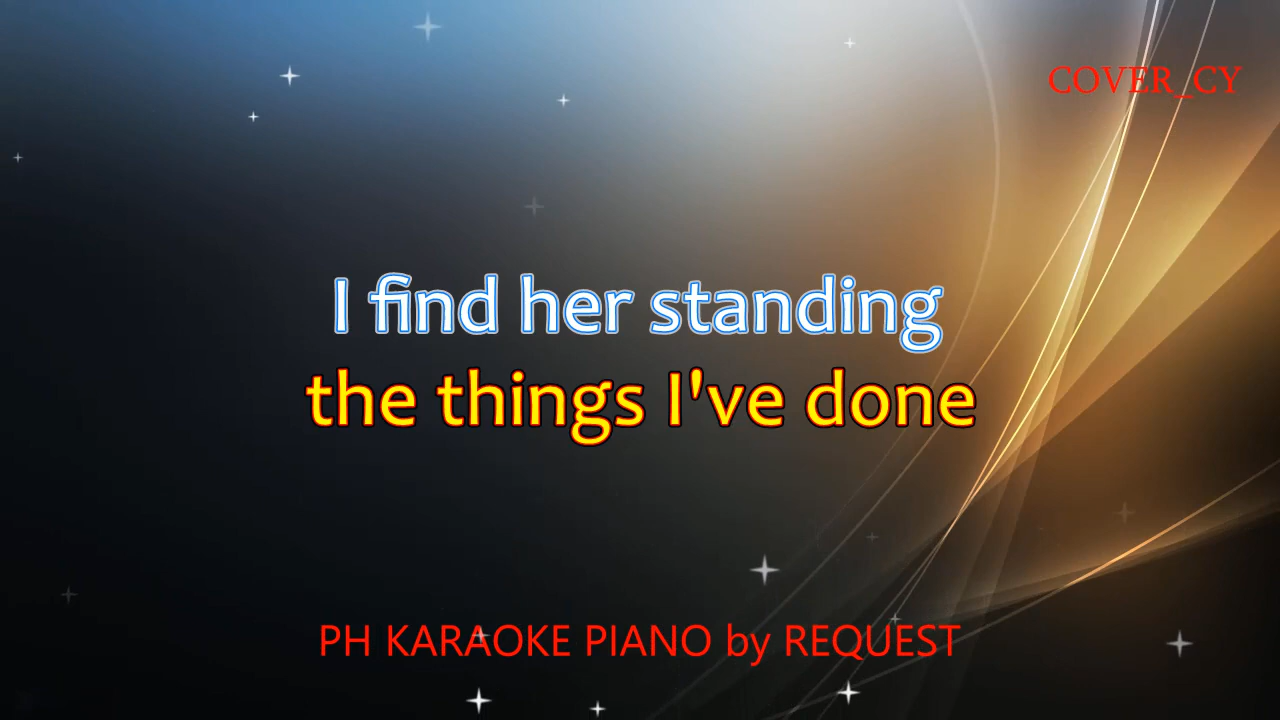 COVER_CY
I find her standing
the things I've done
PH KARAOKE PIANO by REQUEST